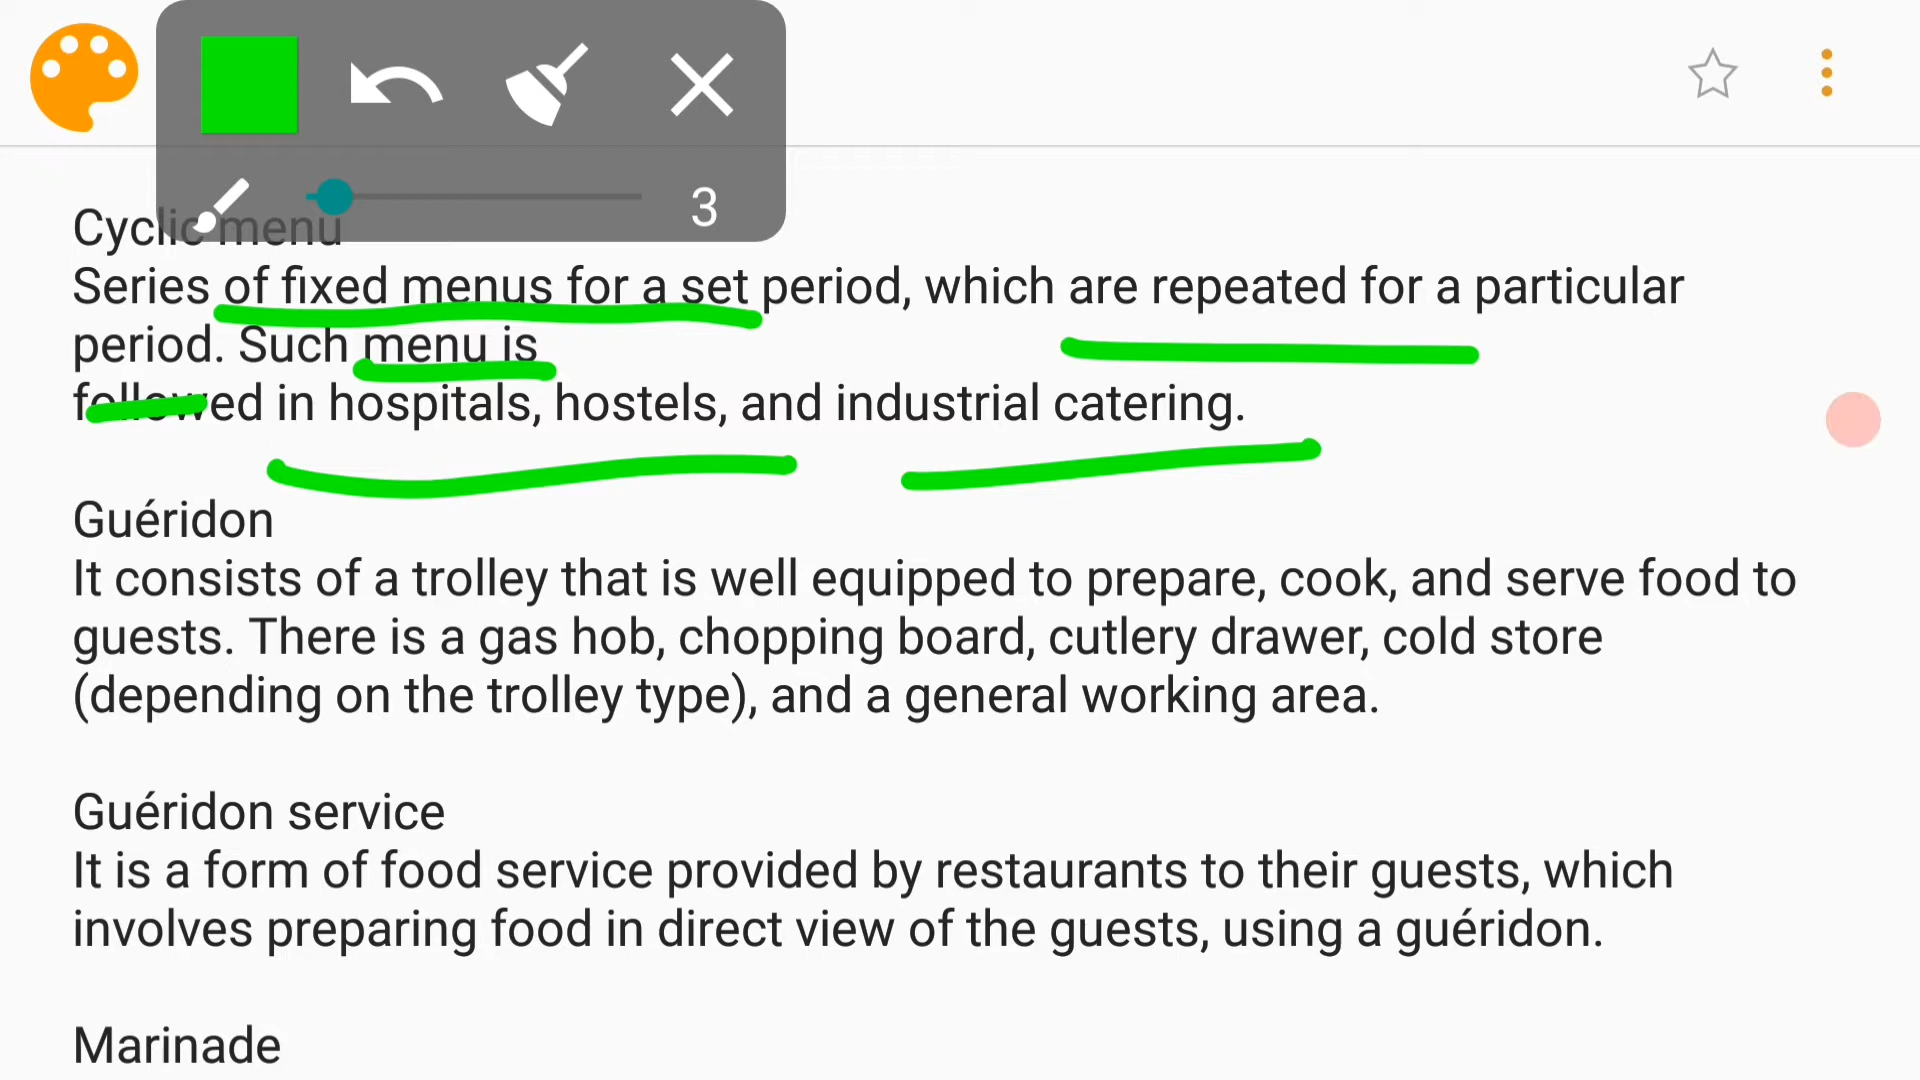 3
Cyclic menu
Series of fixed menus for a set period, which are repeated for a particular
period. Such menu is
followed in hospitals, hostels, and industrial catering.
Guéridon
It consists of a trolley that is well equipped to prepare, cook, and serve food to
guests. There is a gas hob, chopping board, cutlery drawer, cold store
(depending on the trolley type), and a general working area.
Guéridon service
It is a form of food service provided by restaurants to their guests, which
involves preparing food in direct view of the guests, using a guéridon.
Marinade